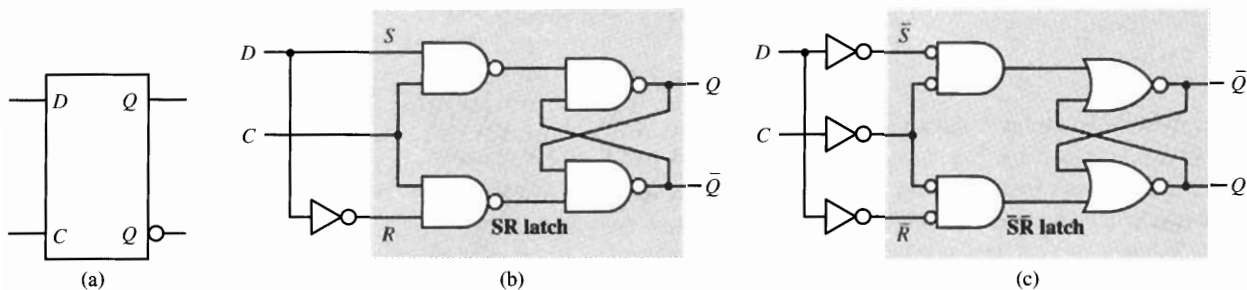 D Q
C Q
(a)
D S
C
R
SR latch
Q
Q̄
(b)
D S̄
C
R̄
S̄R̄ latch
Q̄
Q
(c)